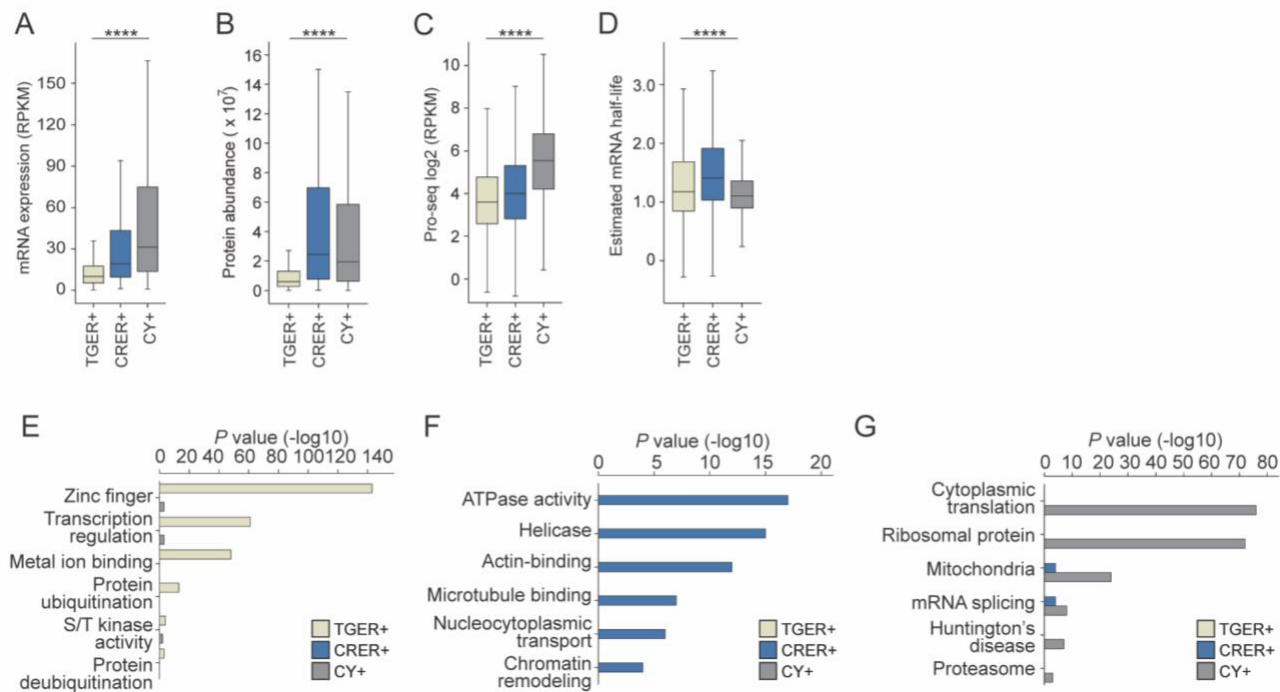 A
****
mRNA expression (RPKM)
150
120
90
60
30
0
TGER+
CRER+
CY+
B
****
Protein abundance ( x 10⁷)
16
14
12
10
8
6
4
2
0
TGER+
CRER+
CY+
C
****
Pro-seq log2 (RPKM)
10
8
6
4
2
0
TGER+
CRER+
CY+
D
****
Estimated mRNA half-life
3.0
2.0
1.0
0
TGER+
CRER+
CY+
E
P value (-log10)
0 20 40 60 80 100 120 140
Zinc finger
Transcription
regulation
Metal ion binding
Protein
ubiquitination
S/T kinase
activity
Protein
deubiquitination
TGER+
CRER+
CY+
F
P value (-log10)
0 5 10 15 20
ATPase activity
Helicase
Actin-binding
Microtubule binding
Nucleocytoplasmic
transport
Chromatin
remodeling
TGER+
CRER+
CY+
G
P value (-log10)
0 10 20 30 40 50 60 70 80
Cytoplasmic
translation
Ribosomal protein
Mitochondria
mRNA splicing
Huntington's
disease
Proteasome
TGER+
CRER+
CY+